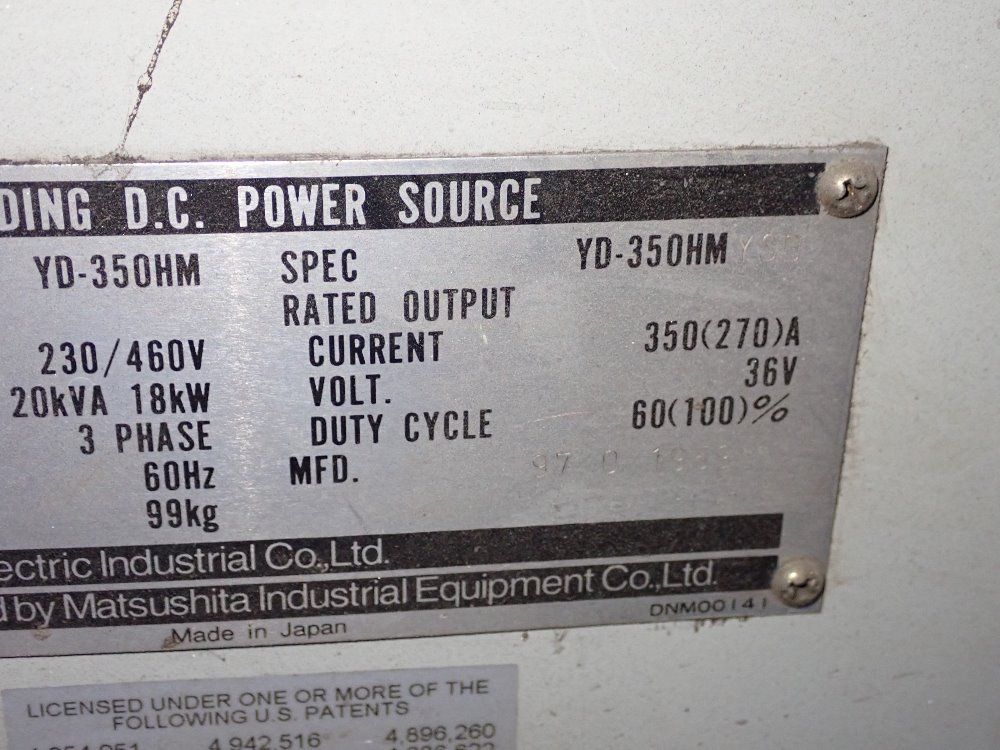 DING D.C. POWER SOURCE
YD-350HM SPEC YD-350HM
RATED OUTPUT
230/460V CURRENT 350(270)A
20kVA 18kW VOLT. 36V
3 PHASE DUTY CYCLE 60(100)%
60Hz MFD.
99kg
ectric Industrial Co.,Ltd.
d by Matsushita Industrial Equipment Co.,Ltd.
Made in Japan DNM00141
LICENSED UNDER ONE OR MORE OF THE
FOLLOWING U.S. PATENTS
4,942,516 4,896,260